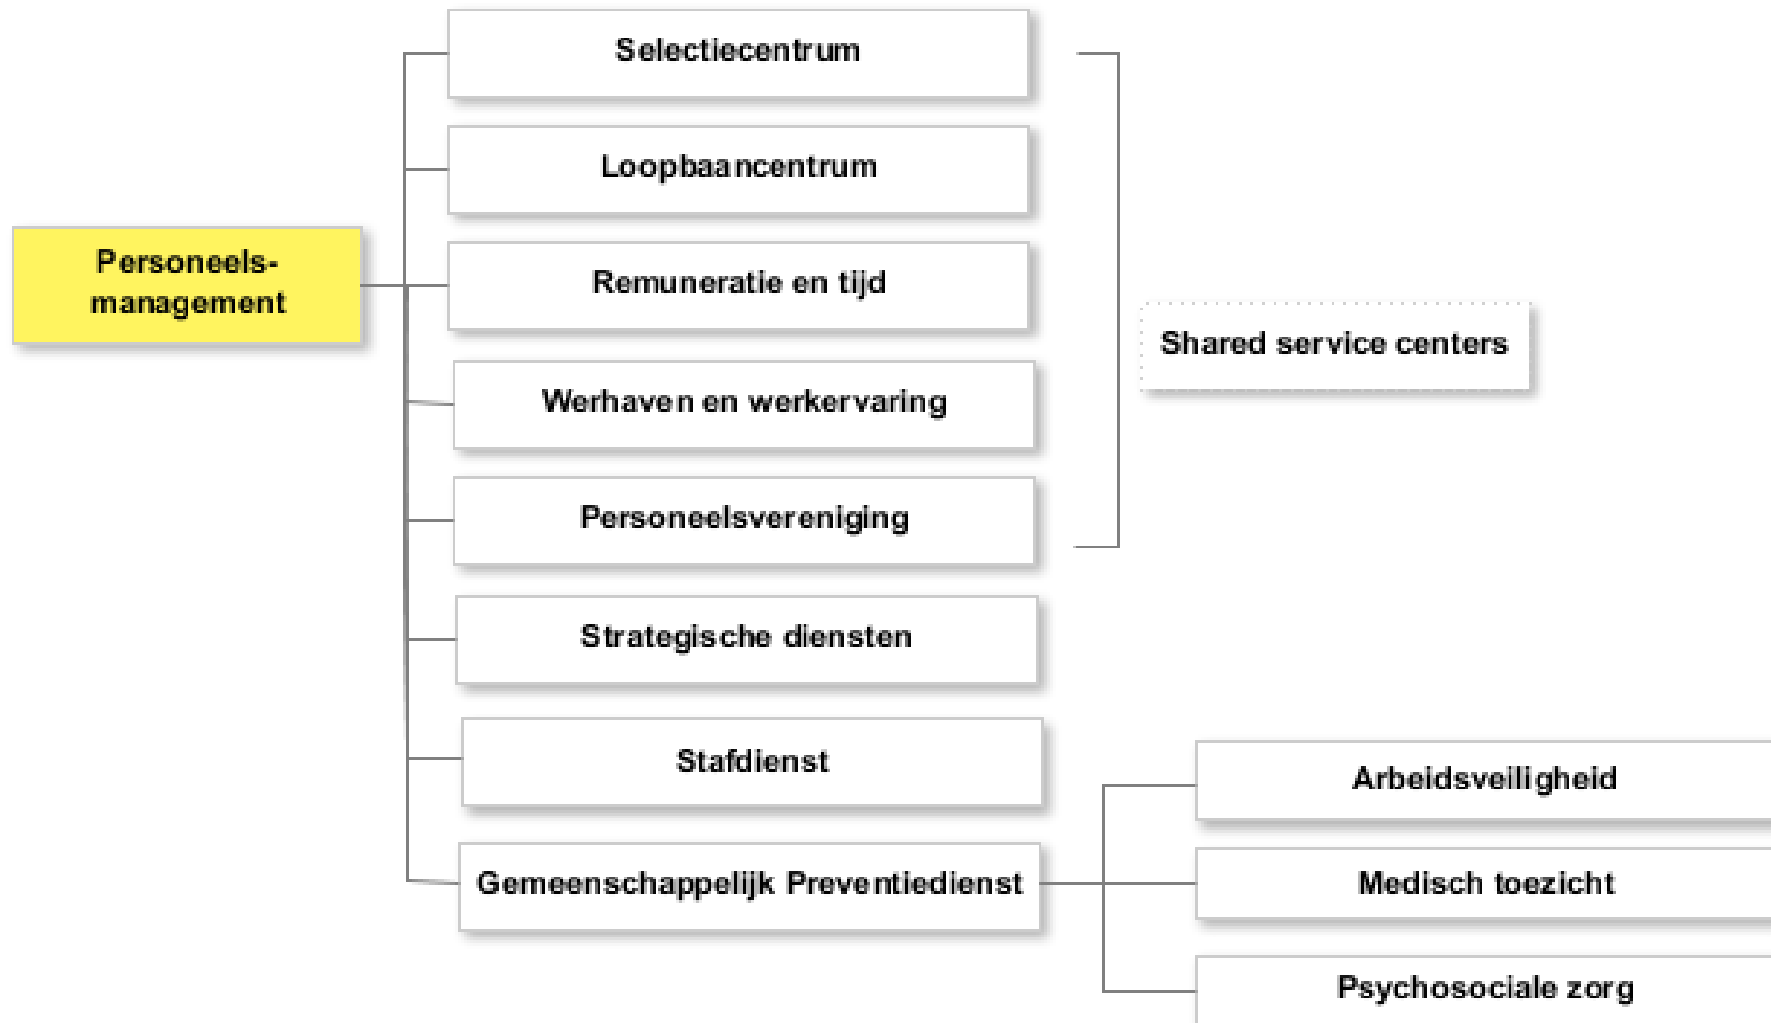 Selectiecentrum
Loopbaancentrum
Personeels-
management
Remuneratie en tijd
Shared service centers
Werhaven en werkervaring
Personeelsvereniging
Strategische diensten
Stafdienst
Arbeidsveiligheid
Gemeenschappelijk Preventiedienst
Medisch toezicht
Psychosociale zorg